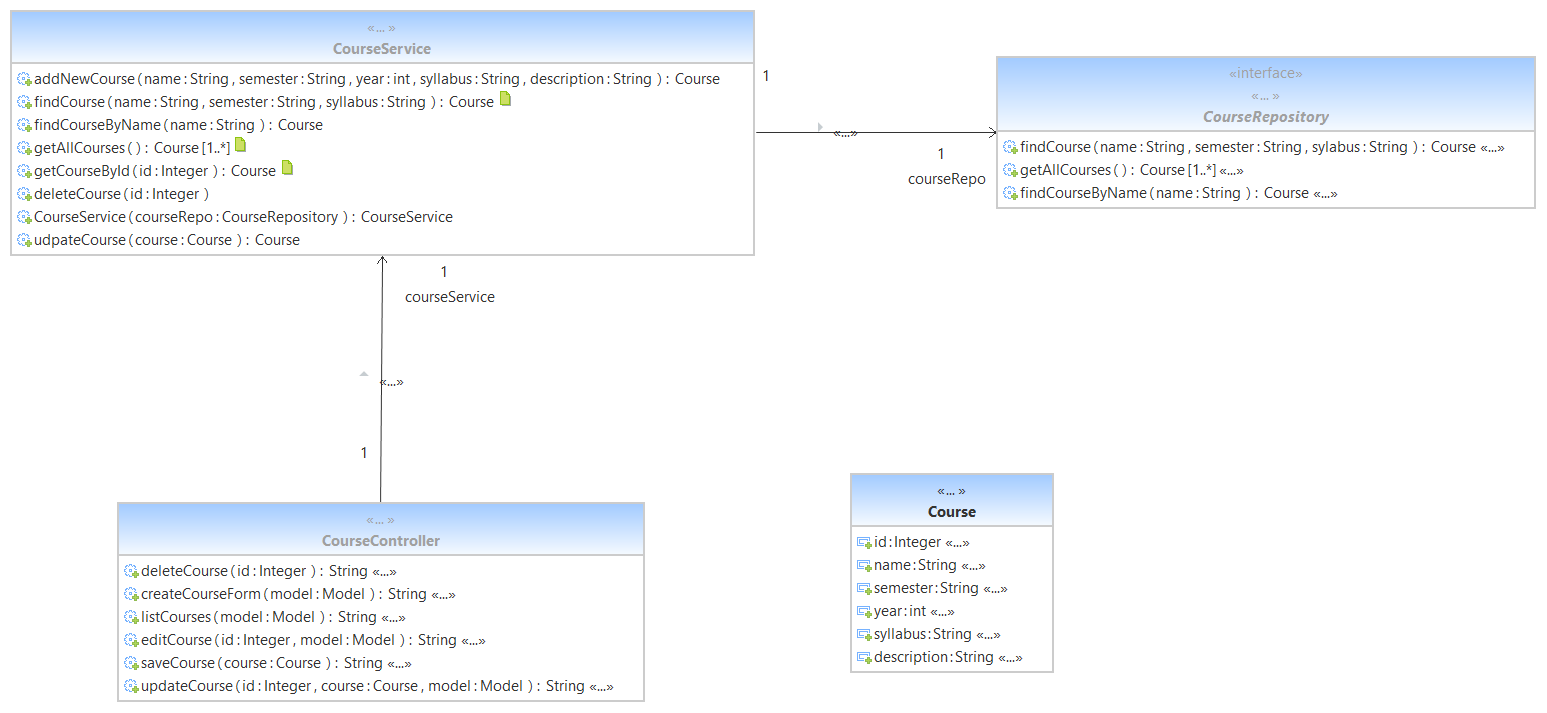 «... »
CourseService
addNewCourse(name:String, semester:String, year:int, syllabus:String, description:String ): Course
findCourse(name:String, semester:String, syllabus:String ): Course
findCourseByName(name:String ): Course
getAllCourses(): Course[1..*]
getCourseById(id:Integer ): Course
deleteCourse(id:Integer )
CourseService(courseRepo:CourseRepository ): CourseService
udpateCourse(course:Course ): Course
1
«...»
1
courseRepo
«interface»
«... »
CourseRepository
findCourse(name:String, semester:String, sylabus:String ): Course «...»
getAllCourses(): Course[1..*] «...»
findCourseByName(name:String ): Course «...»
1
courseService
«...»
1
«... »
CourseController
deleteCourse(id:Integer ): String «...»
createCourseForm(model:Model ): String «...»
listCourses(model:Model ): String «...»
editCourse(id:Integer, model:Model ): String «...»
saveCourse(course:Course ): String «...»
updateCourse(id:Integer, course:Course, model:Model ): String «...»
«... »
Course
id:Integer «...»
name:String «...»
semester:String «...»
year:int «...»
syllabus:String «...»
description:String «...»